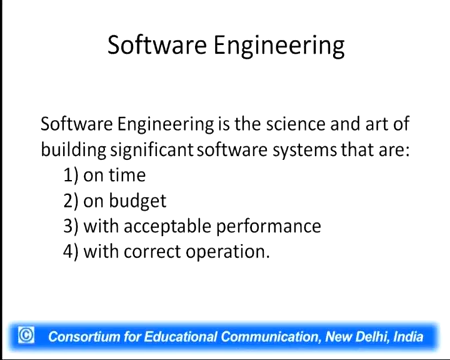 Software Engineering
Software Engineering is the science and art of
building significant software systems that are:
1) on time
2) on budget
3) with acceptable performance
4) with correct operation.
© Consortium for Educational Communication, New Delhi, India